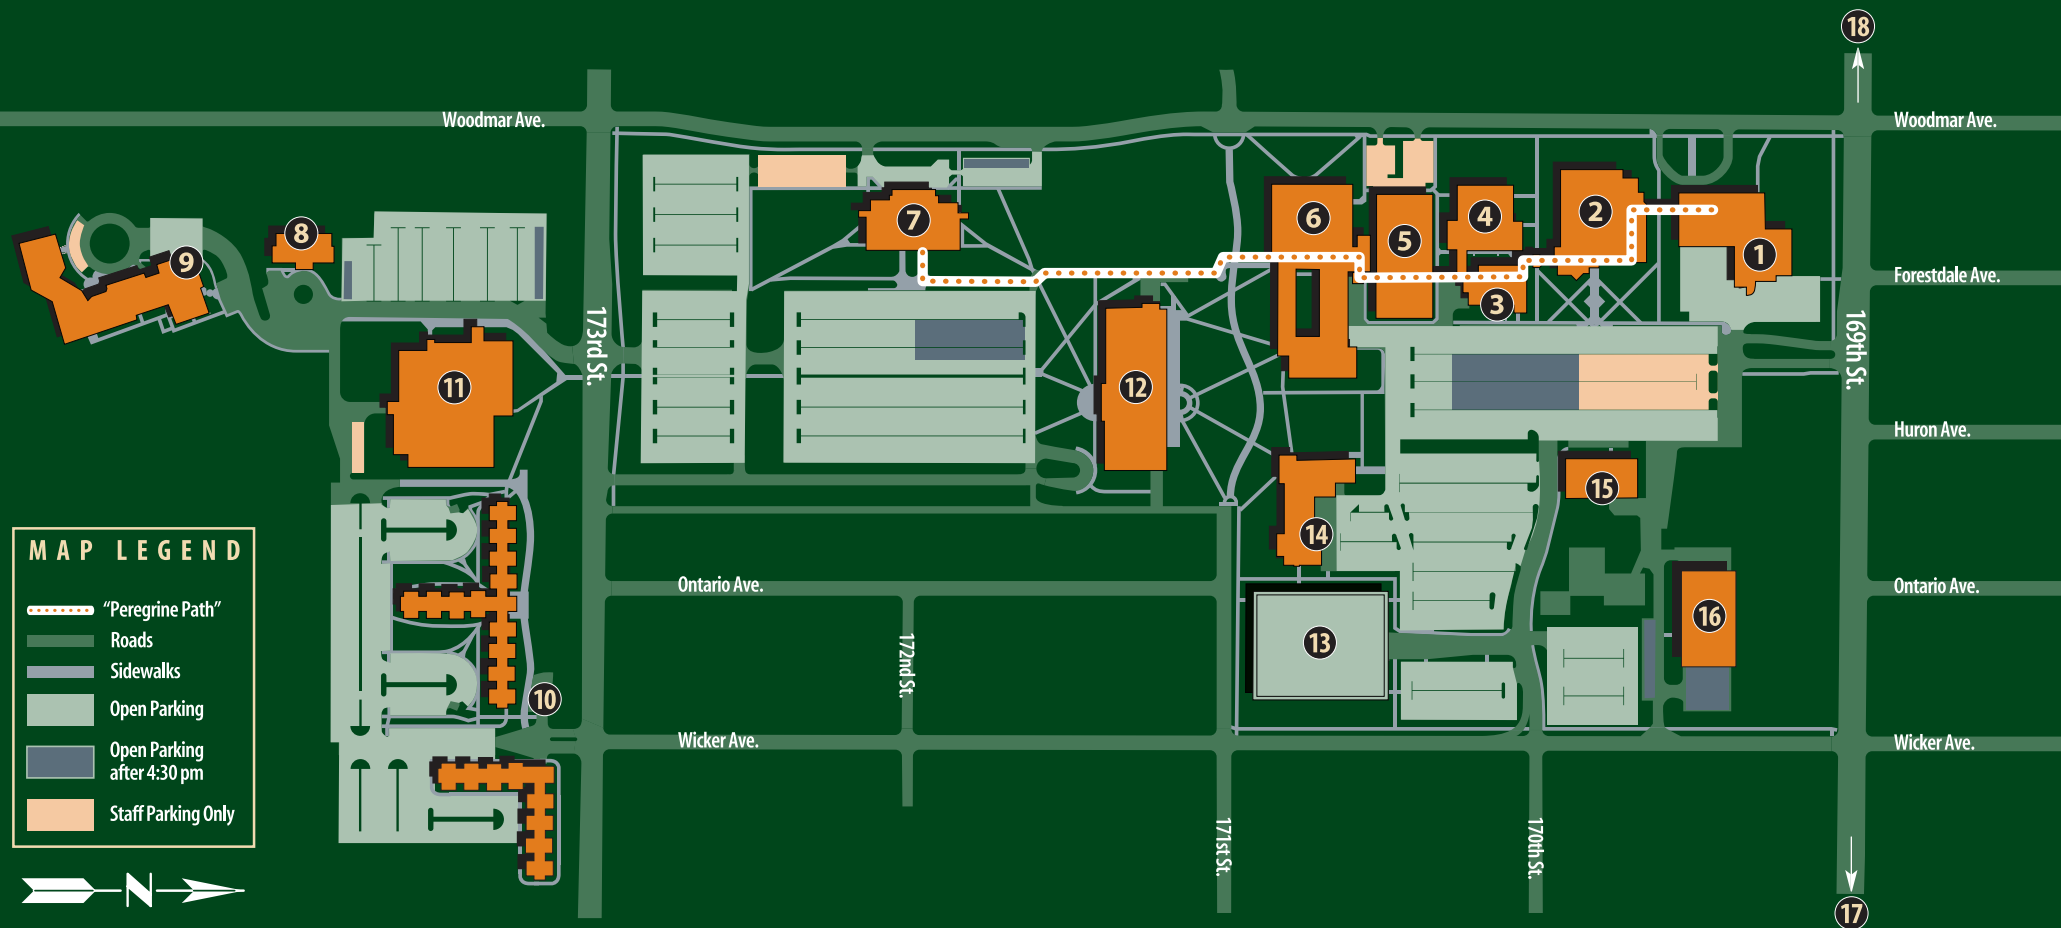 18
Woodmar Ave.
Woodmar Ave.
173rd St.
169th St.
Forestdale Ave.
Huron Ave.
Ontario Ave.
Ontario Ave.
172nd St.
Wicker Ave.
Wicker Ave.
171st St.
170th St.
1
2
3
4
5
6
7
8
9
10
11
12
13
14
15
16
17
MAP LEGEND
“Peregrine Path”
Roads
Sidewalks
Open Parking
Open Parking
after 4:30 pm
Staff Parking Only
N